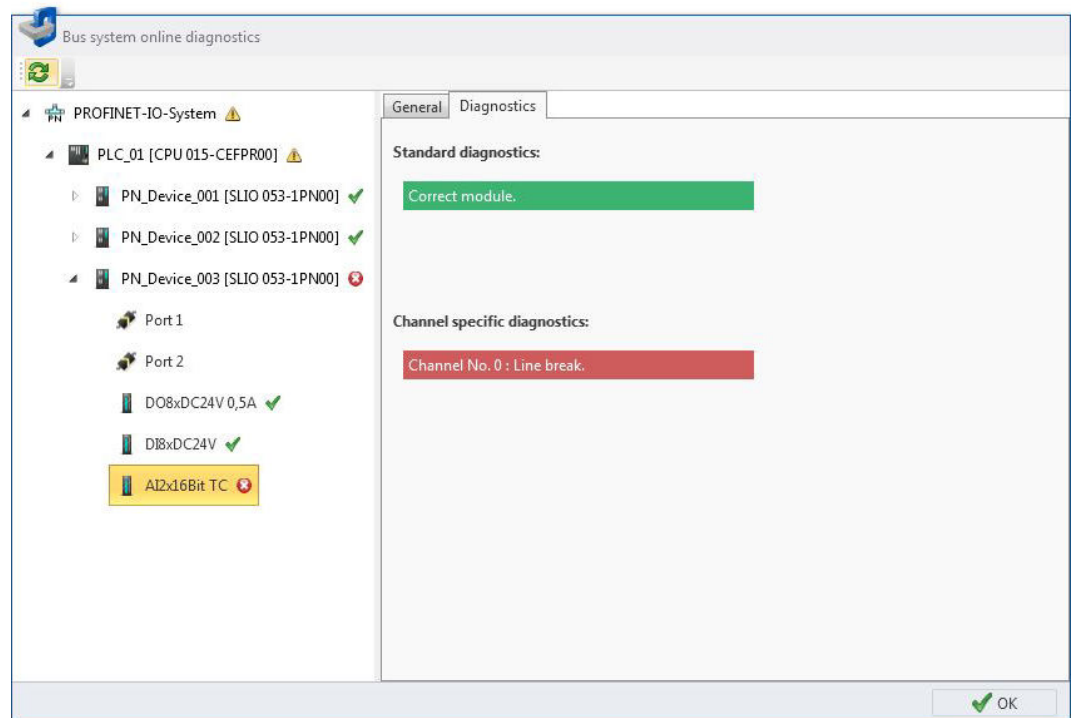 Bus system online diagnostics
PROFINET-IO-System
PLC_01 [CPU 015-CEFPR00]
PN_Device_001 [SLIO 053-1PN00]
PN_Device_002 [SLIO 053-1PN00]
PN_Device_003 [SLIO 053-1PN00]
Port 1
Port 2
DO8xDC24V 0,5A
DI8xDC24V
AI2x16Bit TC
General
Diagnostics
Standard diagnostics:
Correct module.
Channel specific diagnostics:
Channel No. 0 : Line break.
OK